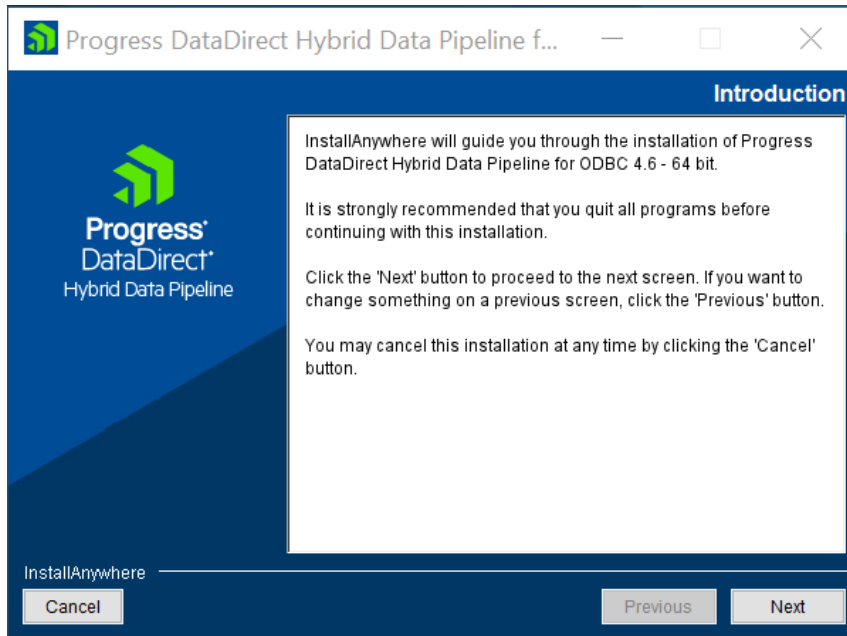 Progress DataDirect Hybrid Data Pipeline f...
Introduction
Progress
DataDirect
Hybrid Data Pipeline
InstallAnywhere will guide you through the installation of Progress
DataDirect Hybrid Data Pipeline for ODBC 4.6 - 64 bit.
It is strongly recommended that you quit all programs before
continuing with this installation.
Click the 'Next' button to proceed to the next screen. If you want to
change something on a previous screen, click the 'Previous' button.
You may cancel this installation at any time by clicking the 'Cancel'
button.
InstallAnywhere
Cancel
Previous
Next